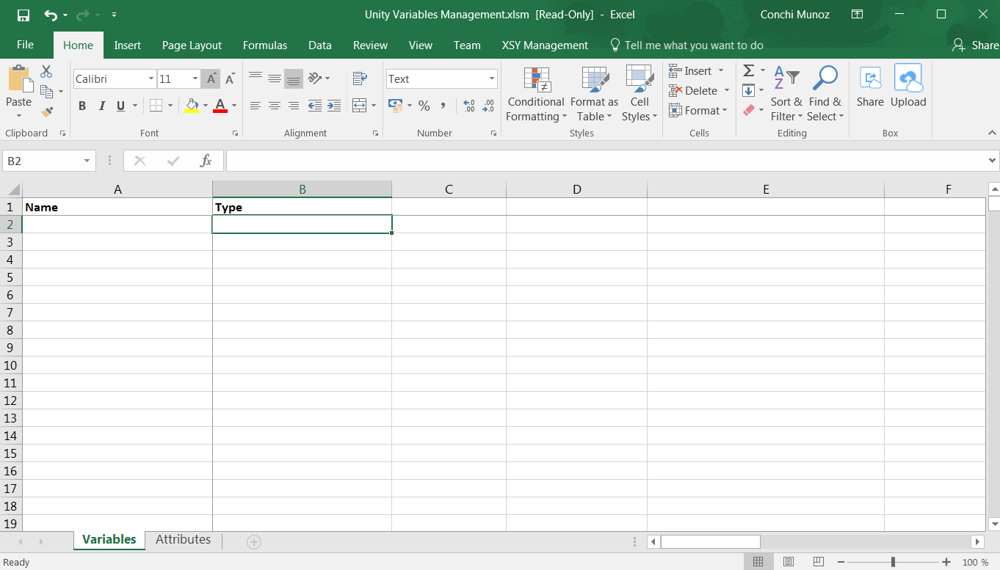 Unity Variables Management.xlsm [Read-Only] - Excel
Conchi Munoz
File Home Insert Page Layout Formulas Data Review View Team XSY Management Tell me what you want to do Share
Paste
Clipboard
Calibri 11
B I U
Font
Alignment
Text
% ,
Number
Conditional Formatting
Format as Table
Cell Styles
Styles
Insert
Delete
Format
Cells
Sort & Filter
Find & Select
Editing
Share
Upload
Box
B2
fx
A B C D E F
1 Name Type
2
3
4
5
6
7
8
9
10
11
12
13
14
15
16
17
18
19
Variables Attributes
Ready
100 %